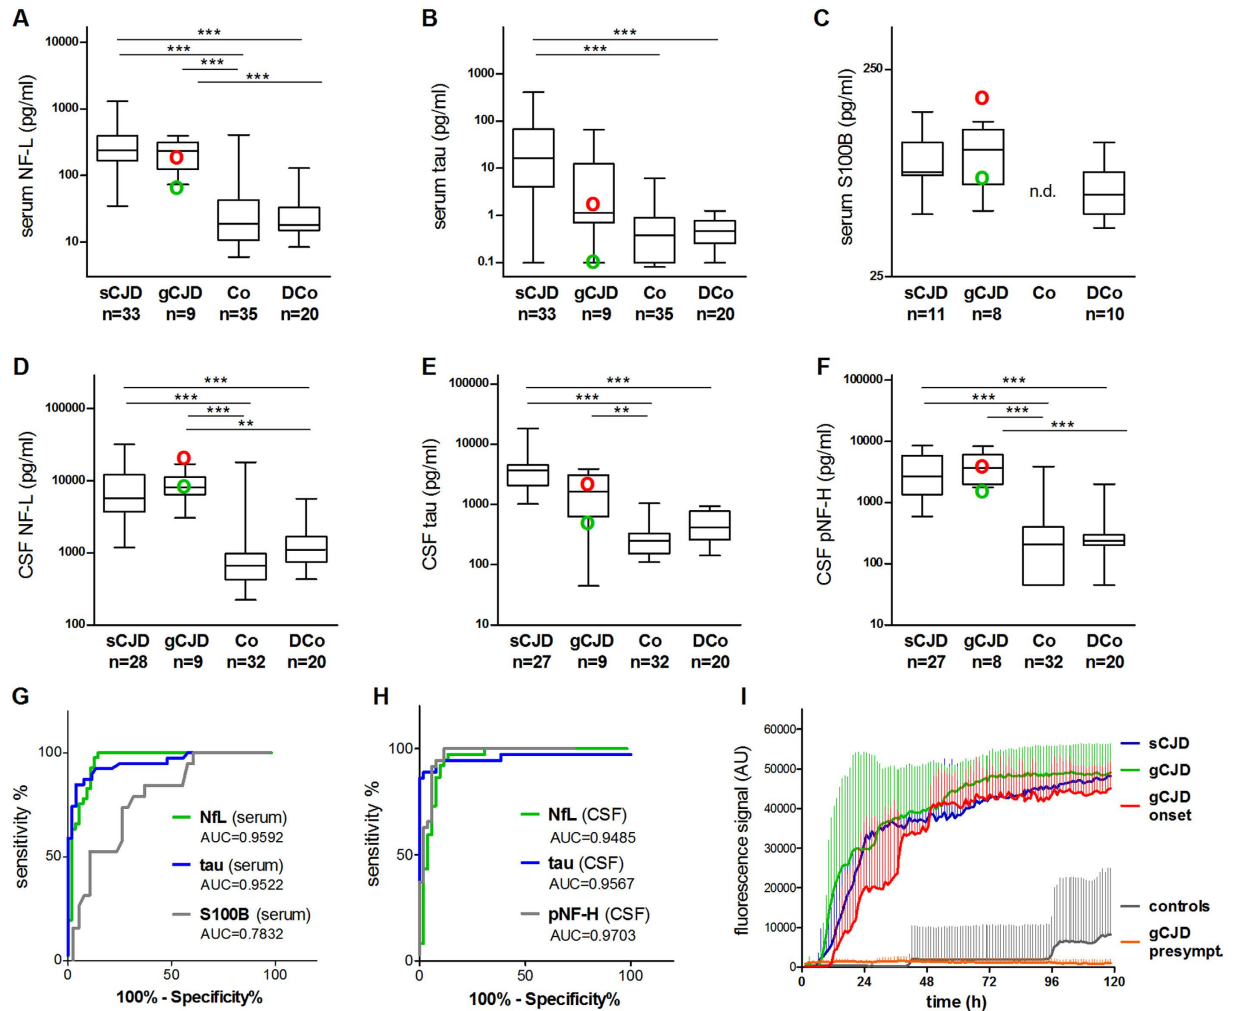 A
serum NF-L (pg/ml)
10000
1000
100
10
***
***
***
***
sCJD gCJD Co DCo
n=33 n=9 n=35 n=20
B
serum tau (pg/ml)
1000
100
10
1
0.1
***
***
sCJD gCJD Co DCo
n=33 n=9 n=35 n=20
C
serum S100B (pg/ml)
250
25
n.d.
sCJD gCJD Co DCo
n=11 n=8 n=10
D
CSF NF-L (pg/ml)
100000
10000
1000
100
***
***
***
**
sCJD gCJD Co DCo
n=28 n=9 n=32 n=20
E
CSF tau (pg/ml)
100000
10000
1000
100
10
***
***
**
sCJD gCJD Co DCo
n=27 n=9 n=32 n=20
F
CSF pNF-H (pg/ml)
100000
10000
1000
100
10
***
***
***
***
sCJD gCJD Co DCo
n=27 n=8 n=32 n=20
G
sensitivity %
100
50
0
NfL (serum)
AUC=0.9592
tau (serum)
AUC=0.9522
S100B (serum)
AUC=0.7832
0 50 100
100% - Specificity%
H
sensitivity %
100
50
0
NfL (CSF)
AUC=0.9485
tau (CSF)
AUC=0.9567
pNF-H (CSF)
AUC=0.9703
0 50 100
100% - Specificity%
I
fluorescence signal (AU)
60000
50000
40000
30000
20000
10000
0
sCJD
gCJD
gCJD
onset
controls
gCJD
presympt.
0 24 48 72 96 120
time (h)